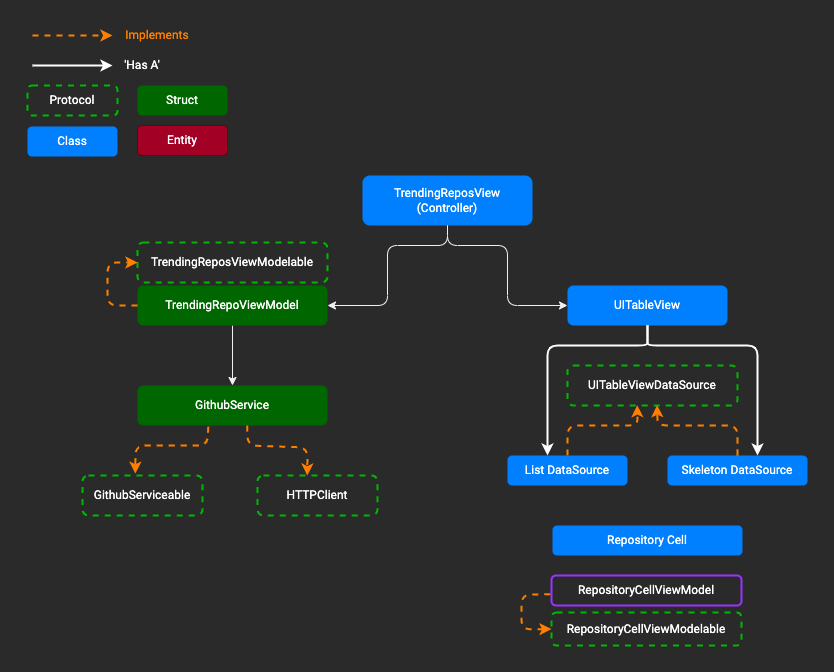 Implements
'Has A'
Protocol
Struct
Class
Entity
TrendingReposView
(Controller)
TrendingReposViewModelable
TrendingRepoViewModel
UITableView
UITableViewDataSource
GithubService
List DataSource
Skeleton DataSource
GithubServiceable
HTTPClient
Repository Cell
RepositoryCellViewModel
RepositoryCellViewModelable